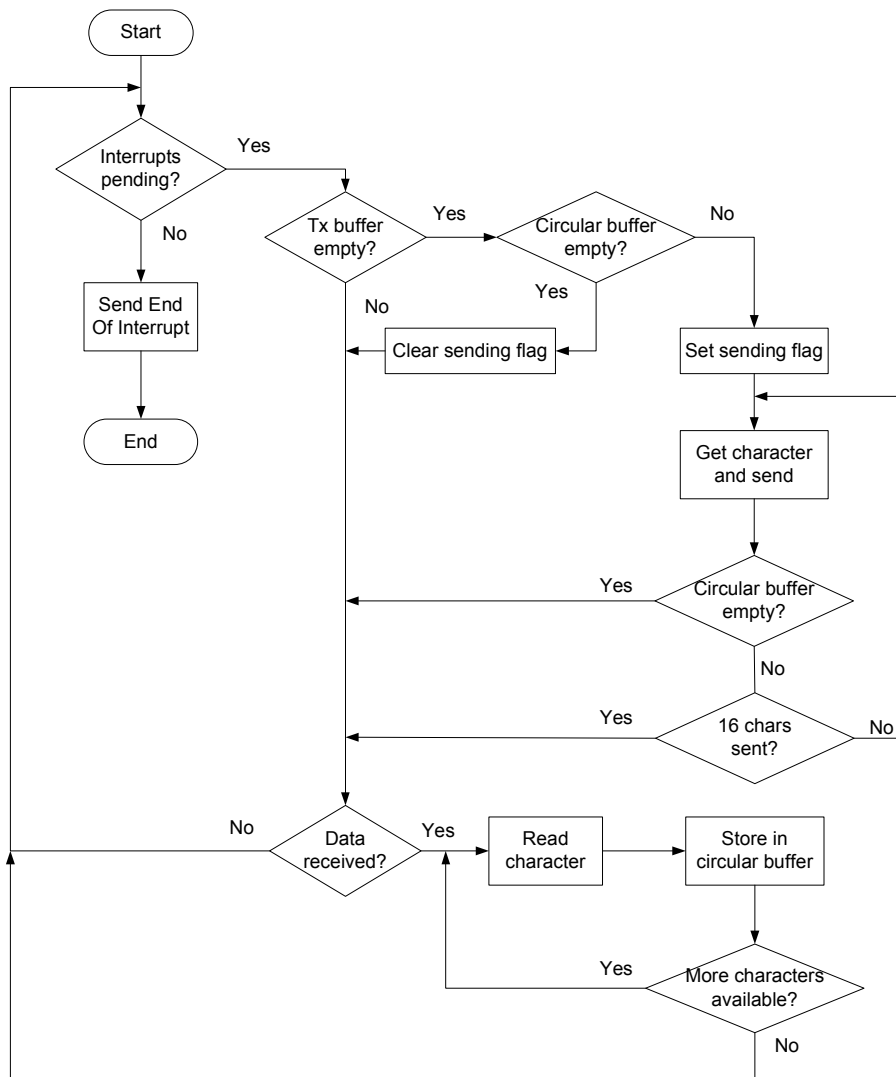 Start
Yes
Interrupts
pending?
No
Send End
Of Interrupt
End
Tx buffer
empty?
Yes
No
Circular buffer
empty?
No
Yes
Clear sending flag
Set sending flag
Get character
and send
Circular buffer
empty?
Yes
No
16 chars
sent?
Yes
No
Data
received?
No
Yes
Read
character
Store in
circular buffer
More characters
available?
Yes
No